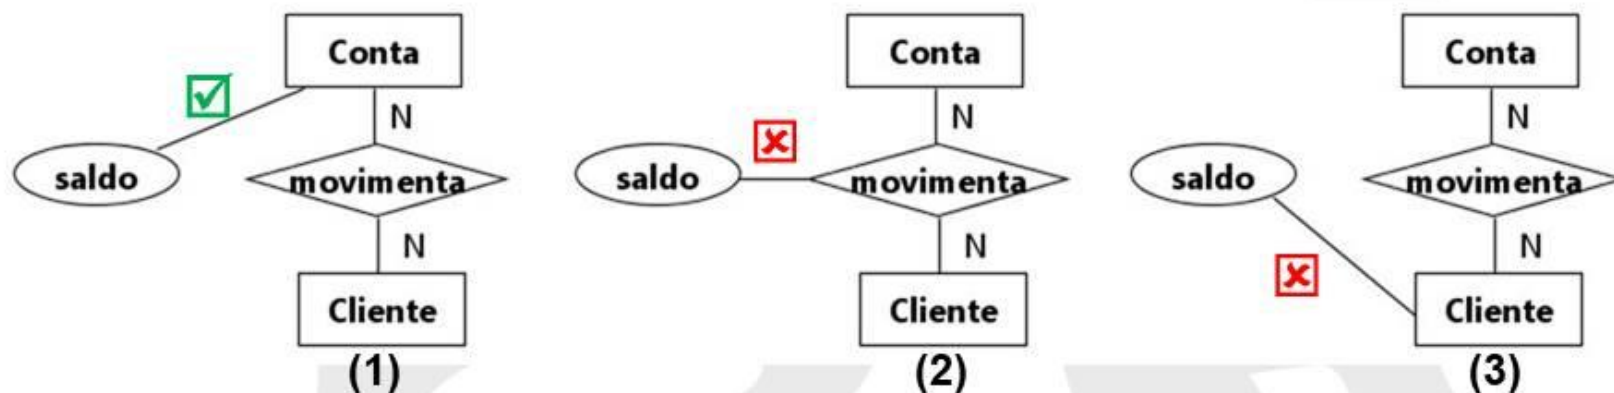 Conta
N
saldo
movimenta
N
Cliente
(1)
Conta
N
saldo
movimenta
N
Cliente
(2)
Conta
N
saldo
movimenta
N
Cliente
(3)